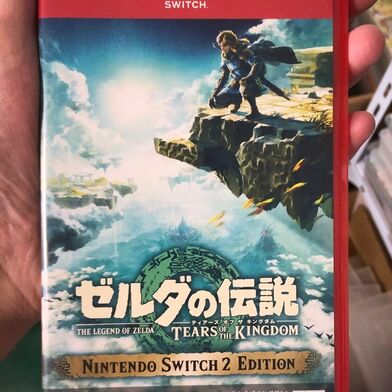 SWITCH
ゼルダの伝説
ティアーズ オブ ザ キングダム
THE LEGEND OF ZELDA
TEARS OF THE KINGDOM
NINTENDO SWITCH 2 EDITION